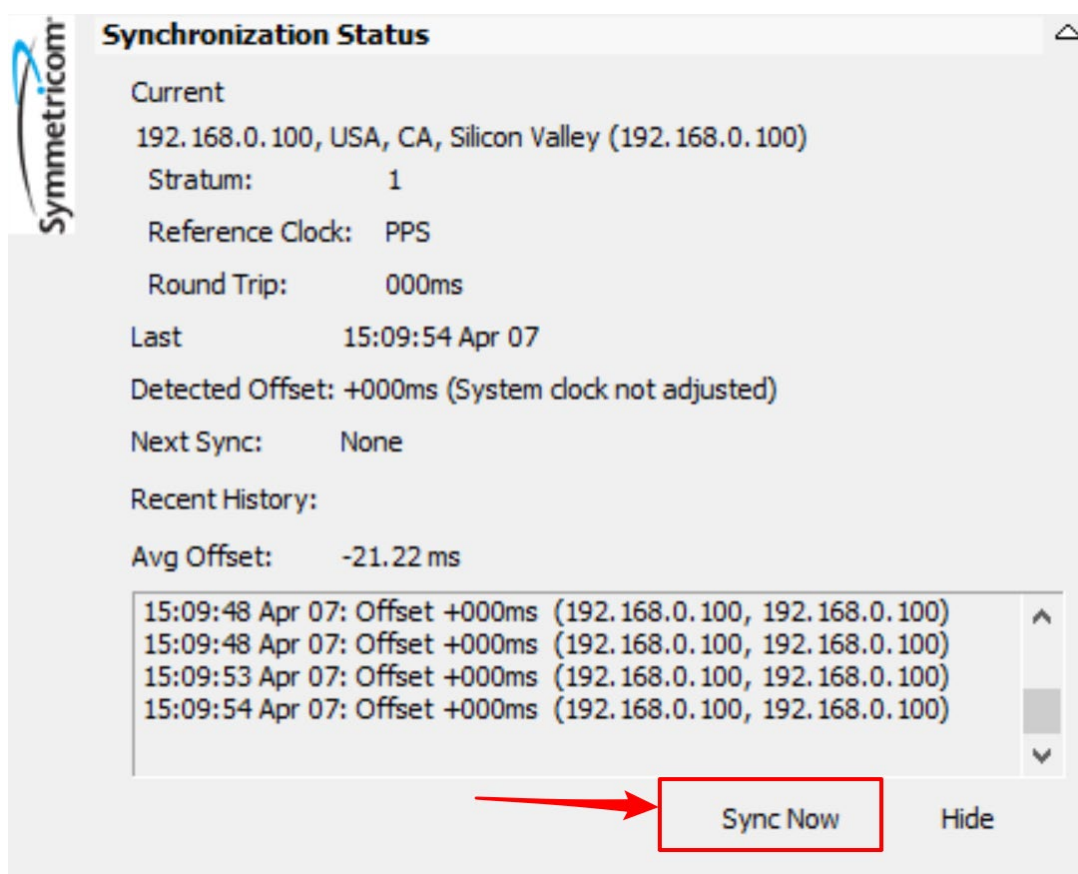 Symmetricom
Synchronization Status
Current
192.168.0.100, USA, CA, Silicon Valley (192.168.0.100)
Stratum: 1
Reference Clock: PPS
Round Trip: 000ms
Last 15:09:54 Apr 07
Detected Offset: +000ms (System clock not adjusted)
Next Sync: None
Recent History:
Avg Offset: -21.22 ms
15:09:48 Apr 07: Offset +000ms (192.168.0.100, 192.168.0.100)
15:09:48 Apr 07: Offset +000ms (192.168.0.100, 192.168.0.100)
15:09:53 Apr 07: Offset +000ms (192.168.0.100, 192.168.0.100)
15:09:54 Apr 07: Offset +000ms (192.168.0.100, 192.168.0.100)
Sync Now Hide